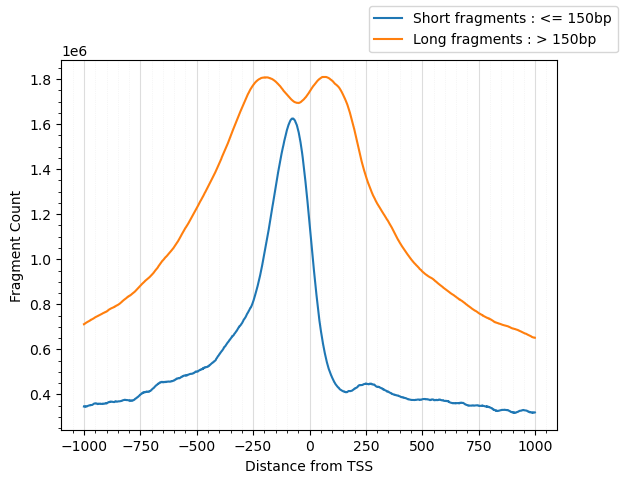 Short fragments : <= 150bp
Long fragments : > 150bp
1e6
1.8
1.6
1.4
1.2
1.0
0.8
0.6
0.4
Fragment Count
−1000 −750 −500 −250 0 250 500 750 1000
Distance from TSS